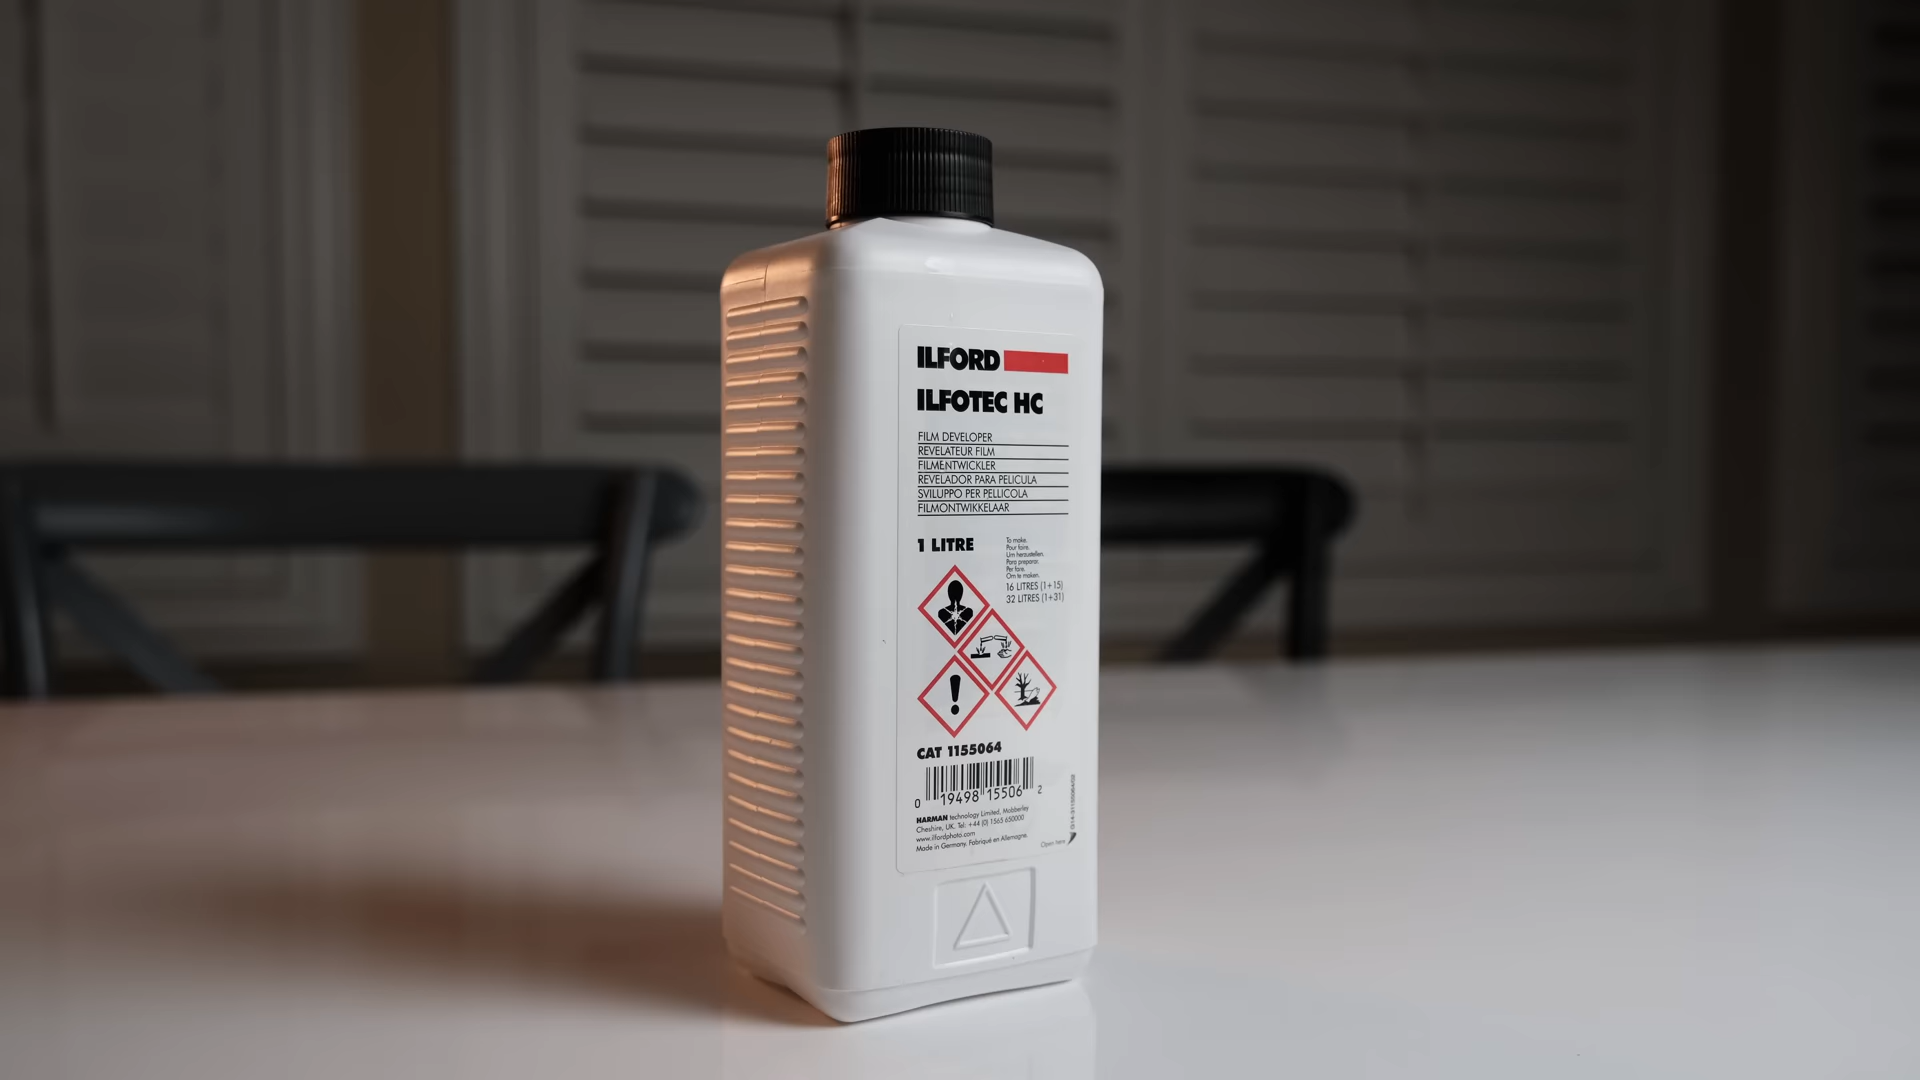 ILFORD
ILFOTEC HC
FILM DEVELOPER
REVELATEUR FILM
FILMENTWICKLER
REVELADOR PARA PELICULA
SVILUPPO PER PELLICOLA
FILMONTWIKKELAAR
1 LITRE
To make.
Pour faire.
Um herzustellen.
Para preparar.
Per fare.
Om te maken.
16 LITRES (1+15)
32 LITRES (1+31)
CAT 1155064
0 19498 15506 2
HARMAN technology Limited, Mobberley
Cheshire, UK. Tel: +44 (0) 1565 650000
www.ilfordphoto.com
Made in Germany. Fabriqué en Allemagne.
Open here